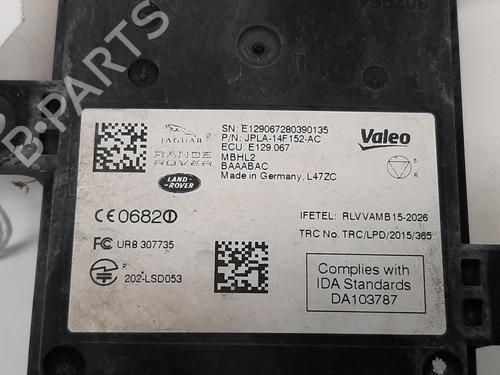 307964
B-PARTS
SN: E129067280390135
P/N: JPLA-14F152-AC
ECU: E129.067
MBHL2
BAAABAC
Made in Germany, L47ZC
JAGUAR
RANGE
ROVER
LAND-
ROVER
Valeo
S
R
CE0682
IFETEL: RLVVAMB15-2026
TRC No. TRC/LPD/2015/365
FC UR8 307735
R
202-LSD053
Complies with
IDA Standards
DA103787